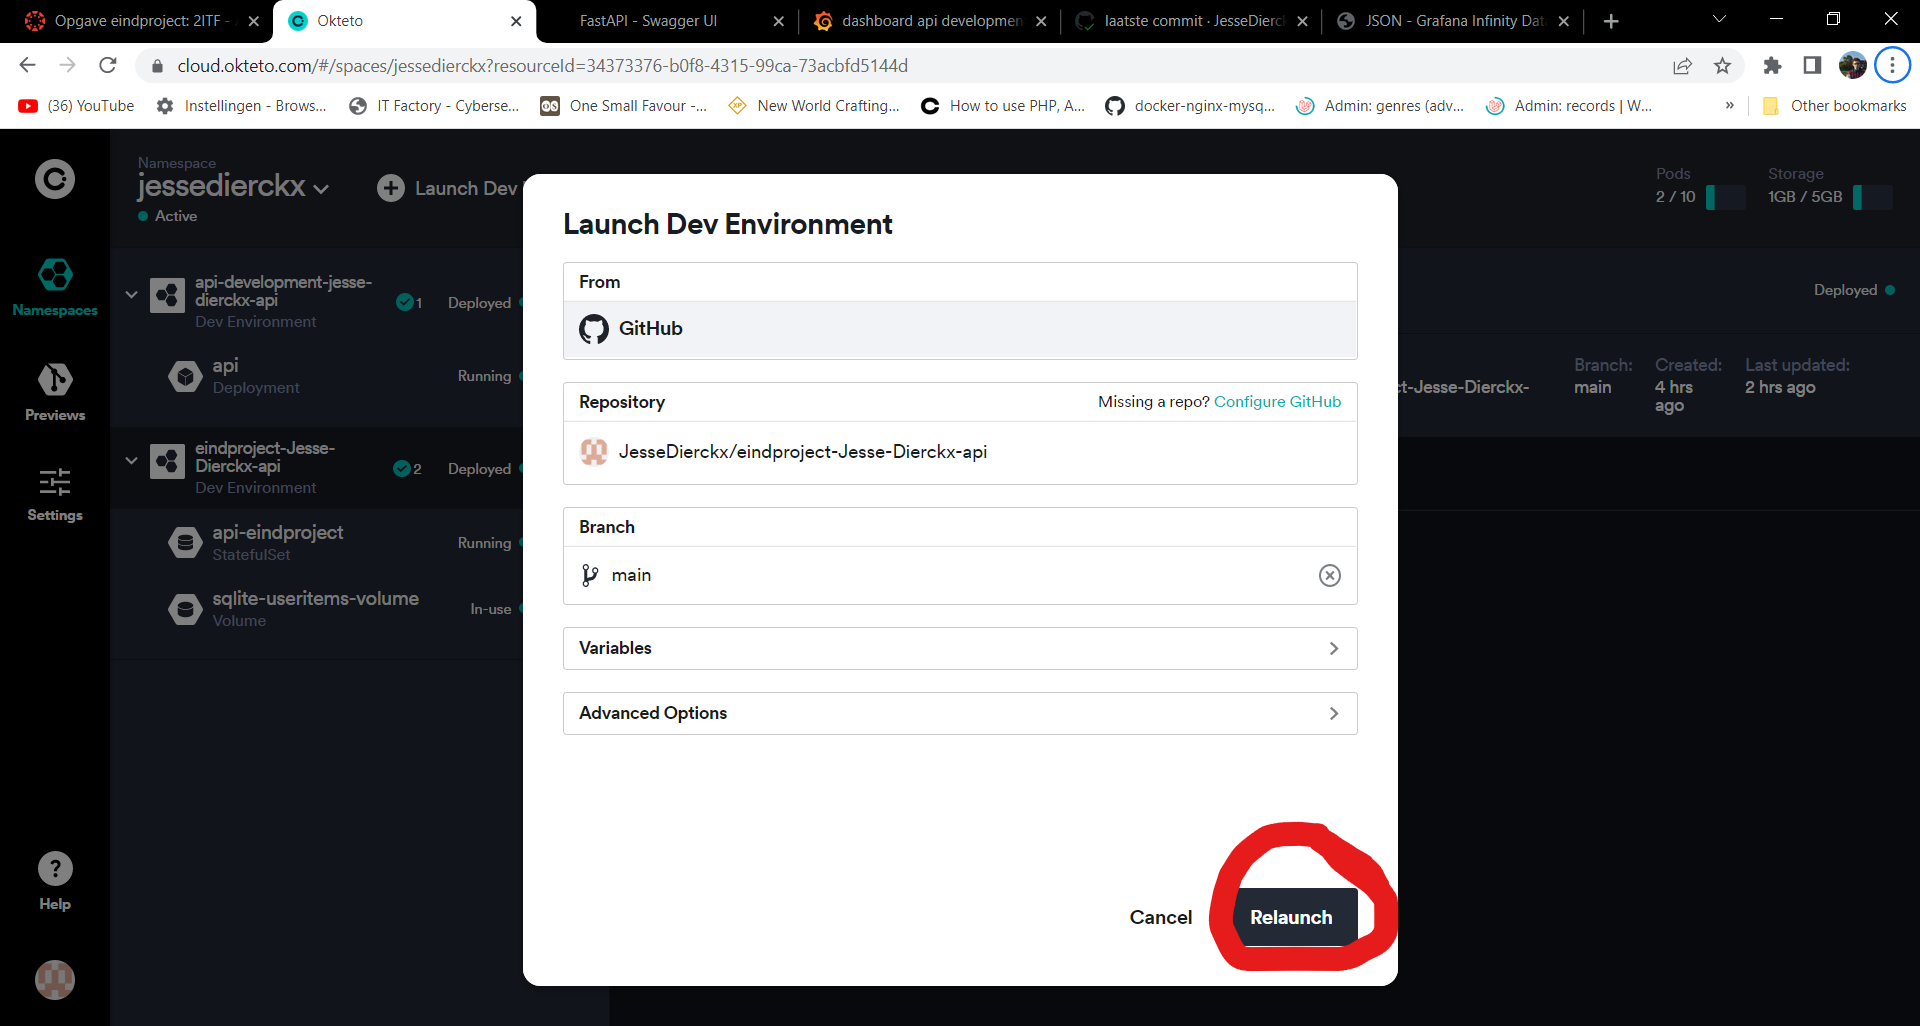 Opgave eindproject: 2ITF -
Okteto
FastAPI - Swagger UI
dashboard api developmen
laatste commit · JesseDierck
JSON - Grafana Infinity Dat
cloud.okteto.com/#/spaces/jessedierckx?resourceId=34373376-b0f8-4315-99ca-73acbfd5144d
(36) YouTube
Instellingen - Brows...
IT Factory - Cyberse...
One Small Favour -...
New World Crafting...
How to use PHP, A...
docker-nginx-mysq...
Admin: genres (adv...
Admin: records | W...
»
Other bookmarks
Namespace
jessedierckx
Active
Launch Dev
Pods
2 / 10
Storage
1GB / 5GB
Namespaces
Previews
Settings
Help
api-development-jesse-
dierckx-api
Dev Environment
1
Deployed
api
Deployment
Running
eindproject-Jesse-
Dierckx-api
Dev Environment
2
Deployed
api-eindproject
StatefulSet
Running
sqlite-useritems-volume
Volume
In-use
Launch Dev Environment
From
GitHub
Repository
Missing a repo? Configure GitHub
JesseDierckx/eindproject-Jesse-Dierckx-api
Branch
main
Variables
Advanced Options
Cancel
Relaunch
Deployed
ct-Jesse-Dierckx-
Branch:
main
Created:
4 hrs
ago
Last updated:
2 hrs ago